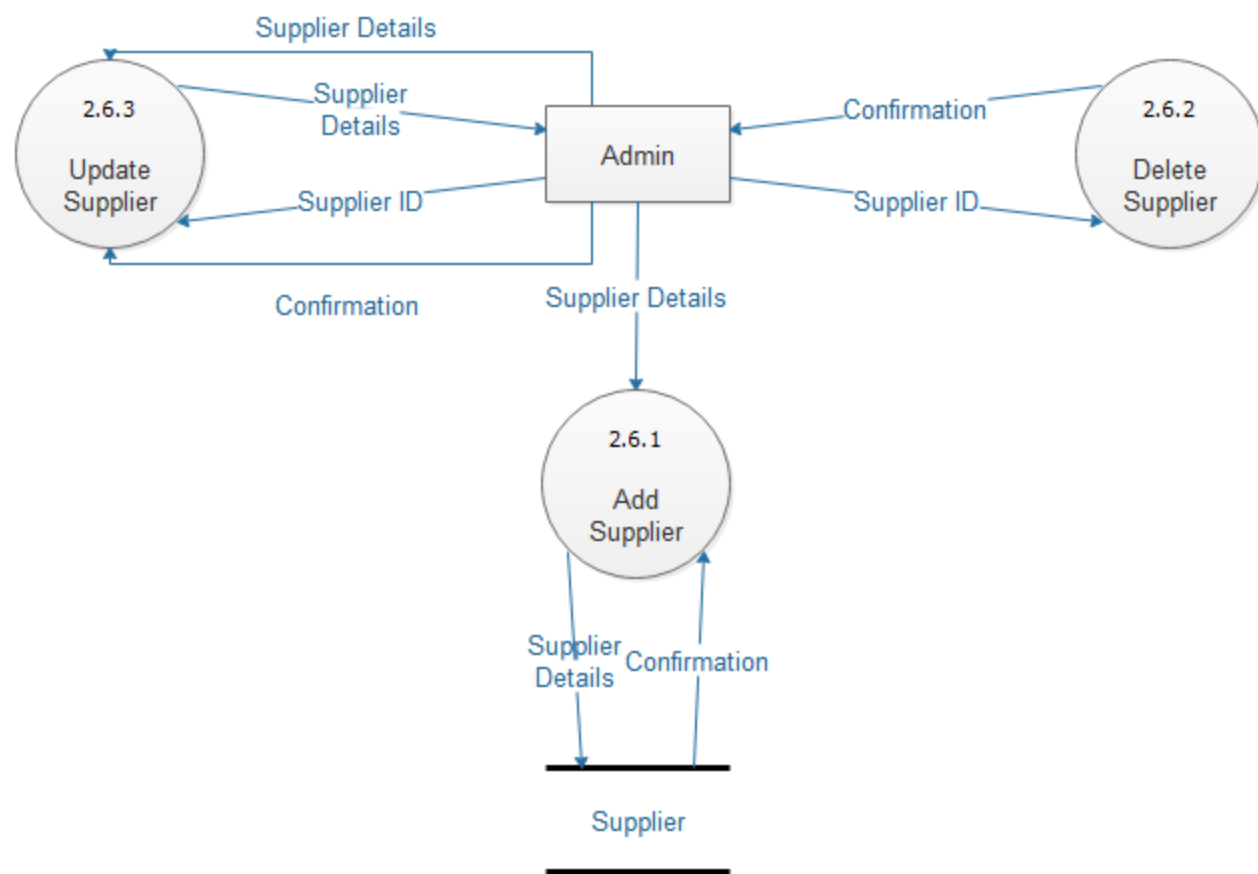 Supplier Details
2.6.3
Update
Supplier
Supplier
Details
Supplier ID
Confirmation
Admin
Confirmation
Supplier ID
2.6.2
Delete
Supplier
Supplier Details
2.6.1
Add
Supplier
Supplier
Details
Confirmation
Supplier